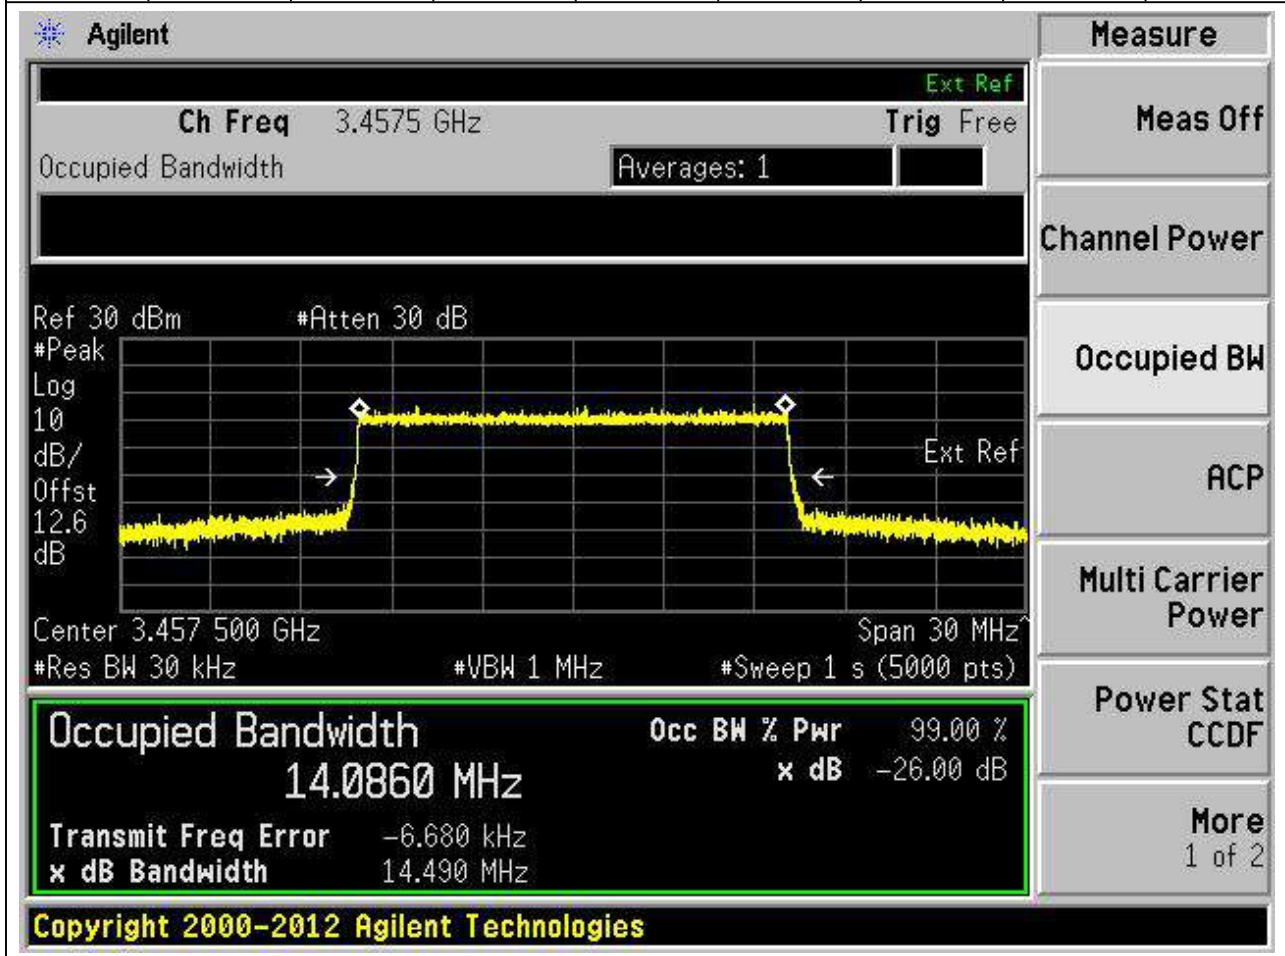 Agilent
Measure
Ext Ref
Ch Freq 3.4575 GHz Trig Free
Meas Off
Occupied Bandwidth Averages: 1
Channel Power
Ref 30 dBm #Atten 30 dB
#Peak
Log
10
dB/
Offst
12.6
dB
Ext Ref
Occupied BW
ACP
Center 3.457 500 GHz Span 30 MHz^
#Res BW 30 kHz #VBW 1 MHz #Sweep 1 s (5000 pts)
Multi Carrier
Power
Occupied Bandwidth Occ BW % Pwr 99.00 %
14.0860 MHz x dB -26.00 dB
Transmit Freq Error -6.680 kHz
x dB Bandwidth 14.490 MHz
Power Stat
CCDF
More
1 of 2
Copyright 2000-2012 Agilent Technologies